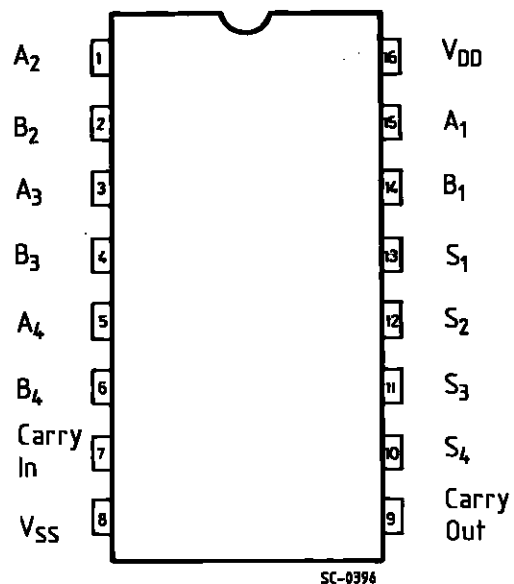 A2 1 16 VDD
B2 2 15 A1
A3 3 14 B1
B3 4 13 S1
A4 5 12 S2
B4 6 11 S3
Carry
In 7 10 S4
VSS 8 9 Carry
Out
SC-0396